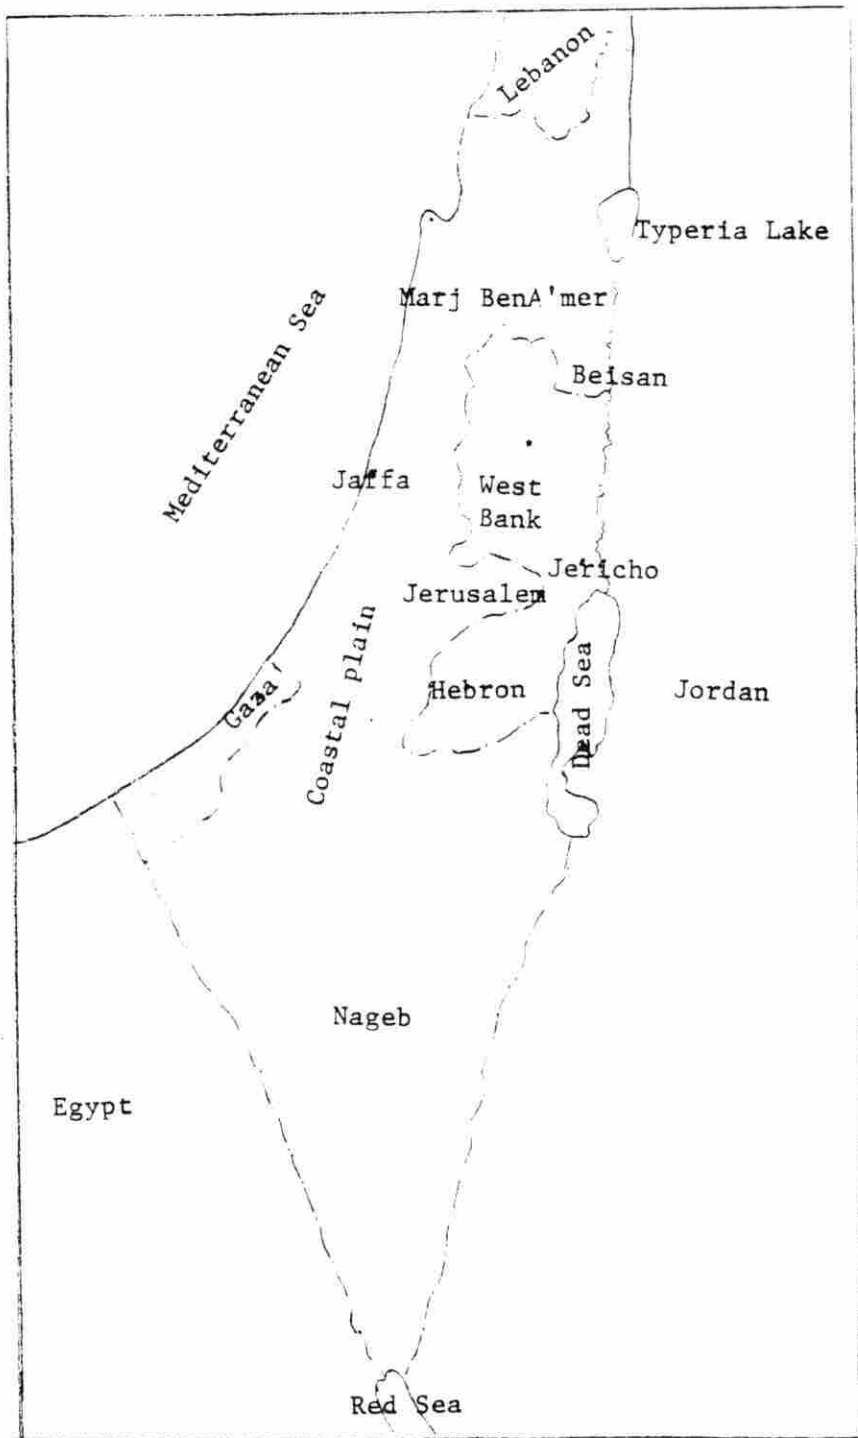 Lebanon
Typeria Lake
Marj BenA'mer
Mediterranean Sea
Beisan
Jaffa
West
Bank
Jericho
Jerusalem
Coastal plain
Gaza
Hebron
Dead Sea
Jordan
Nageb
Egypt
Red Sea